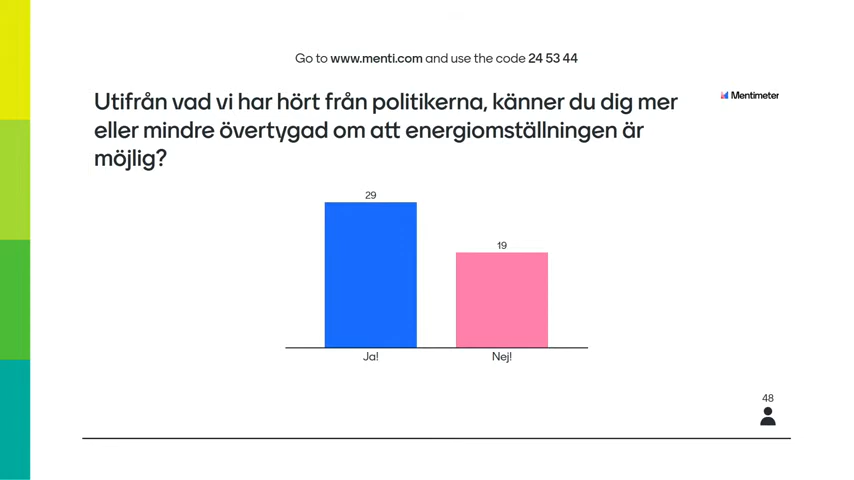 Go to www.menti.com and use the code 24 53 44
Utifrån vad vi har hört från politikerna, känner du dig mer
eller mindre övertygad om att energiomställningen är
möjlig?
Mentimeter
29
19
Ja!
Nej!
48